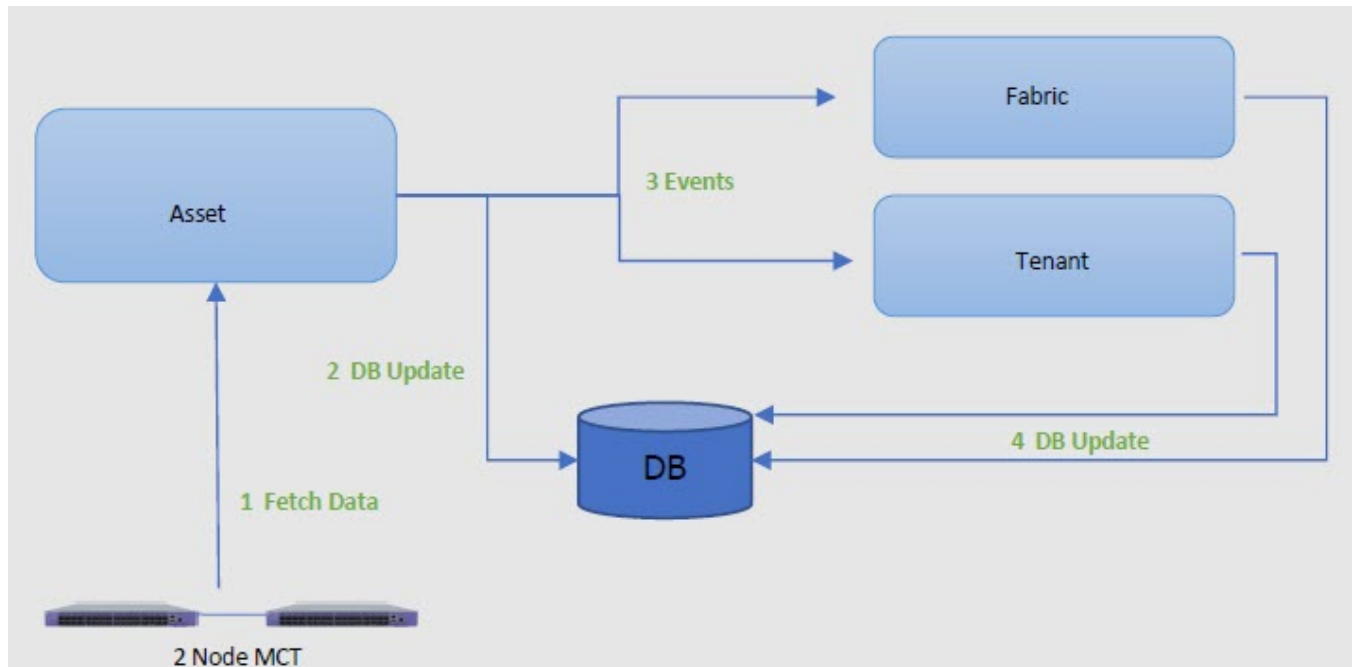 Fabric
3 Events
Asset
Tenant
2 DB Update
DB
4 DB Update
1 Fetch Data
2 Node MCT